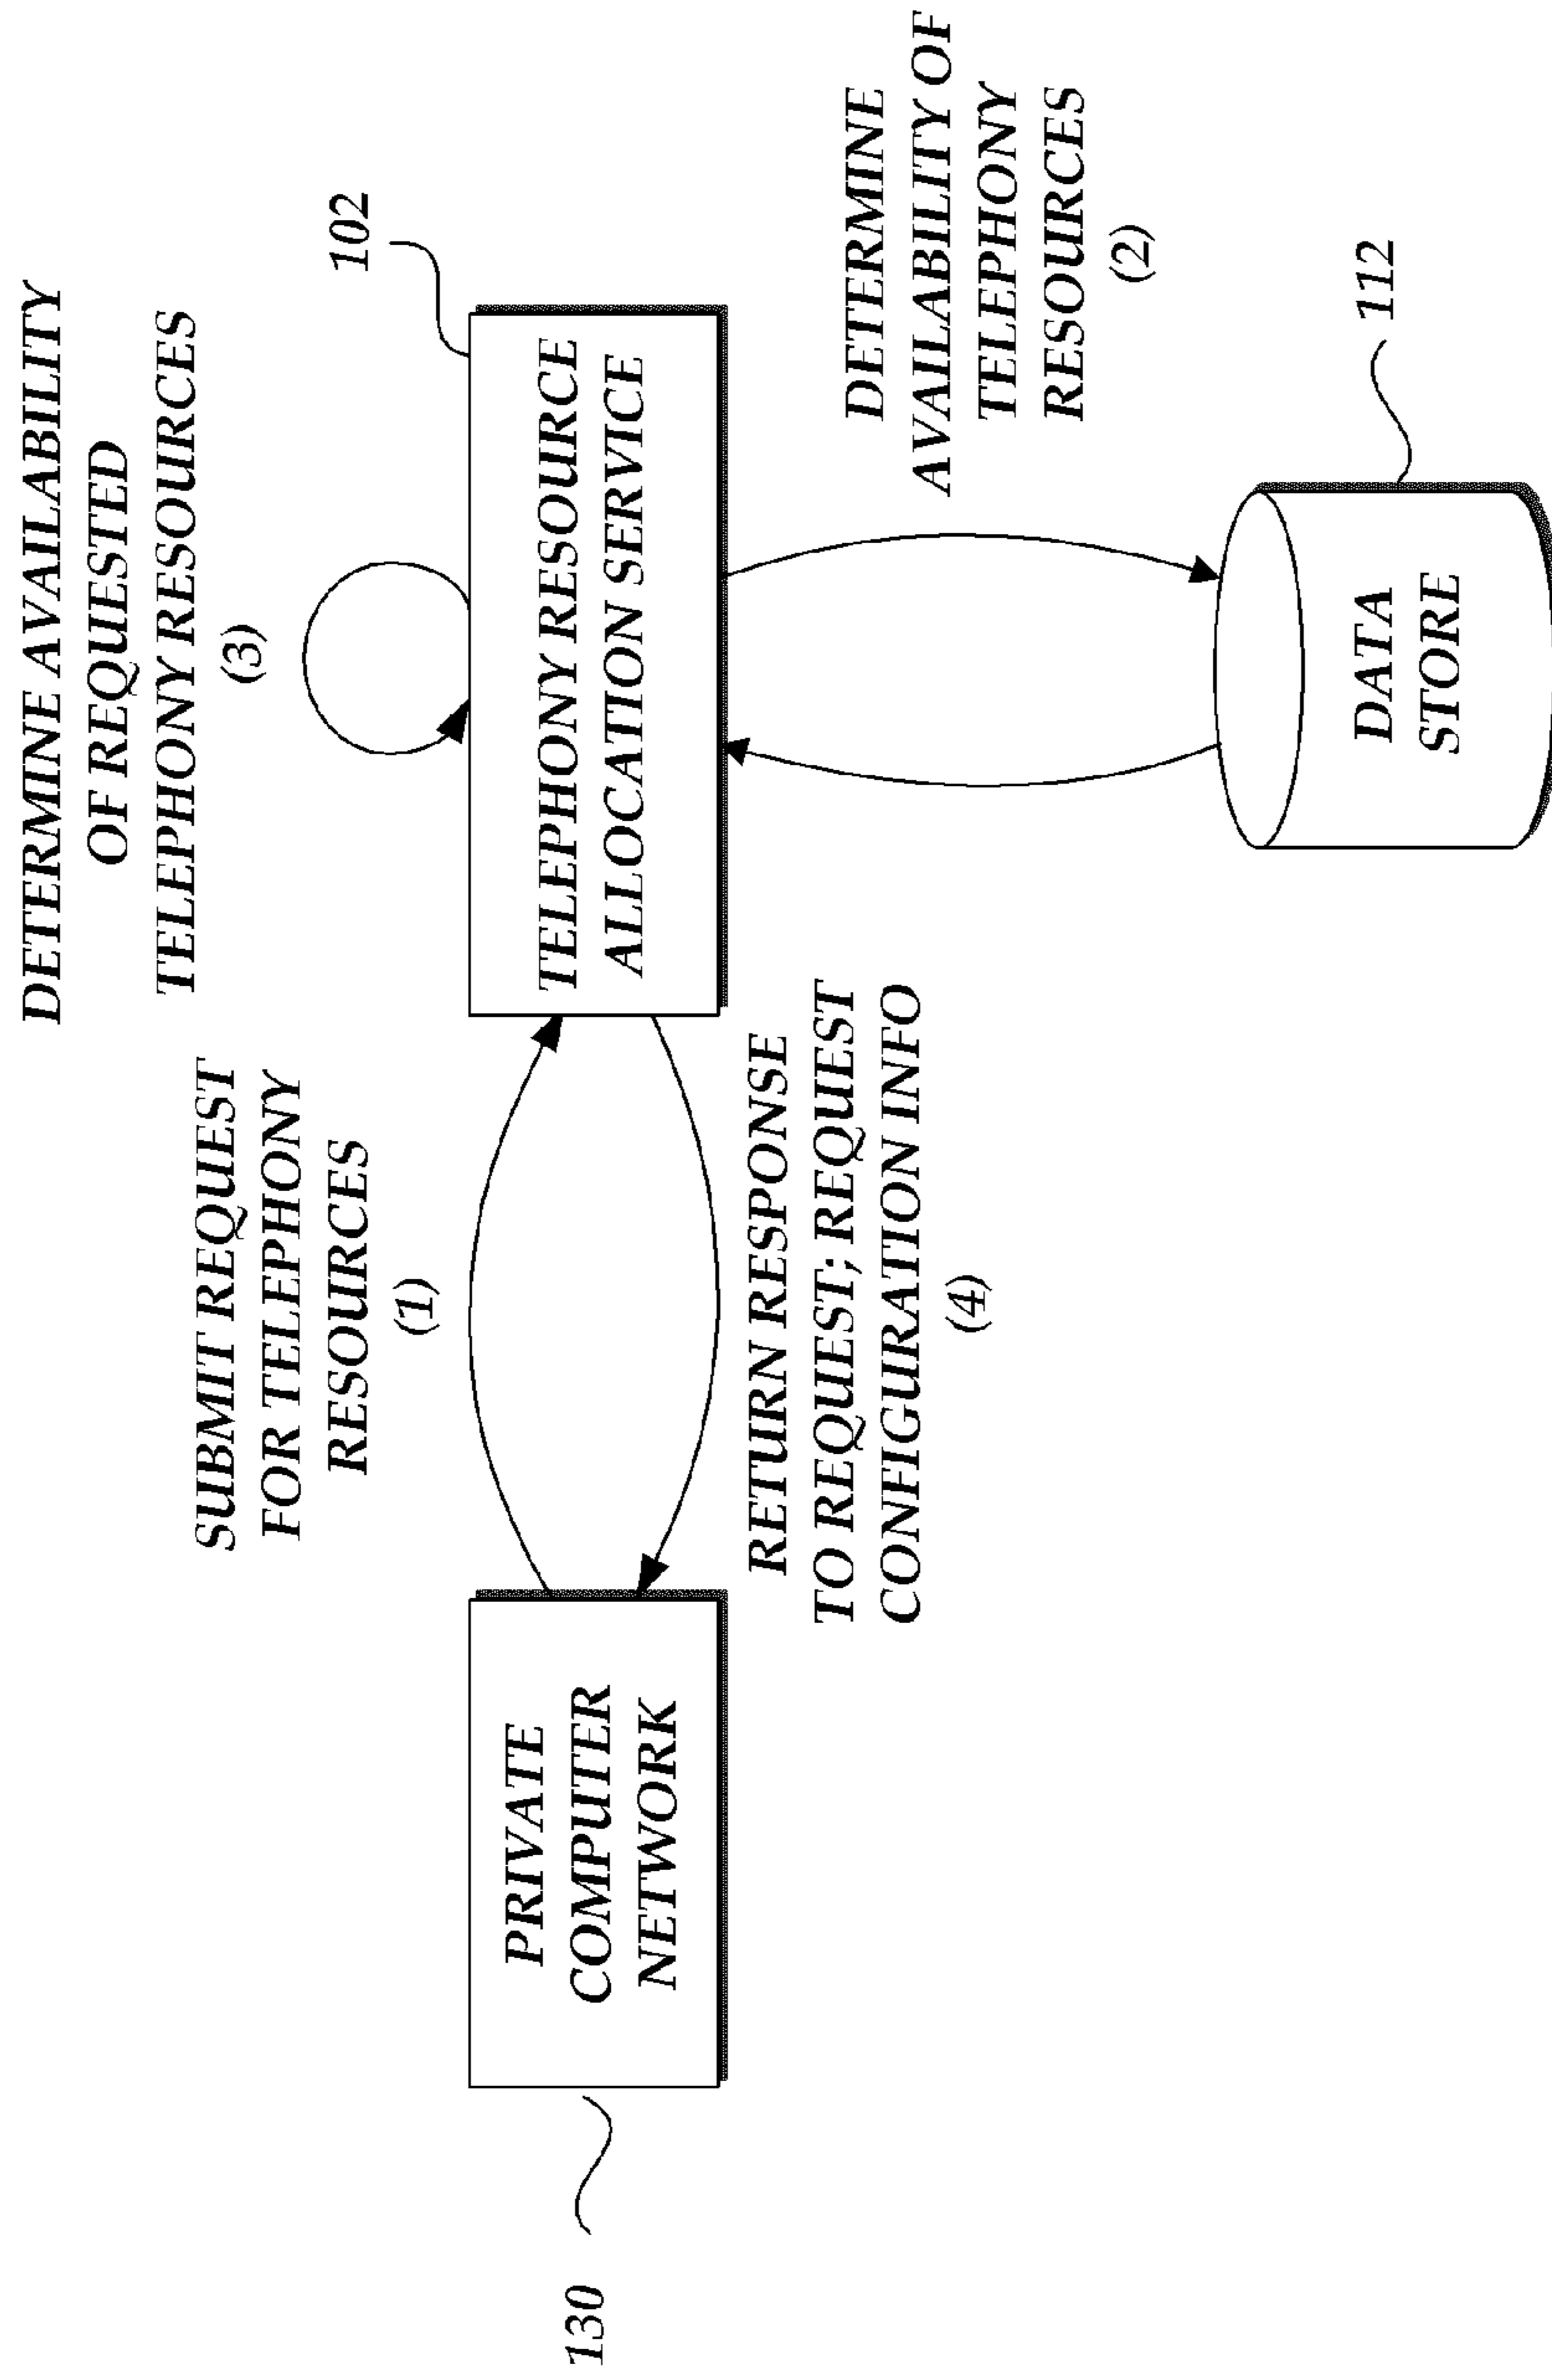 DETERMINE AVAILABILITY
OF REQUESTED
TELEPHONY RESOURCES
(3)
SUBMIT REQUEST
FOR TELEPHONY
RESOURCES
(1)
102
PRIVATE
COMPUTER
NETWORK
130
TELEPHONY RESOURCE
ALLOCATION SERVICE
RETURN RESPONSE
TO REQUEST; REQUEST
CONFIGURATION INFO
(4)
DETERMINE
AVAILABILITY OF
TELEPHONY
RESOURCES
(2)
112
DATA
STORE